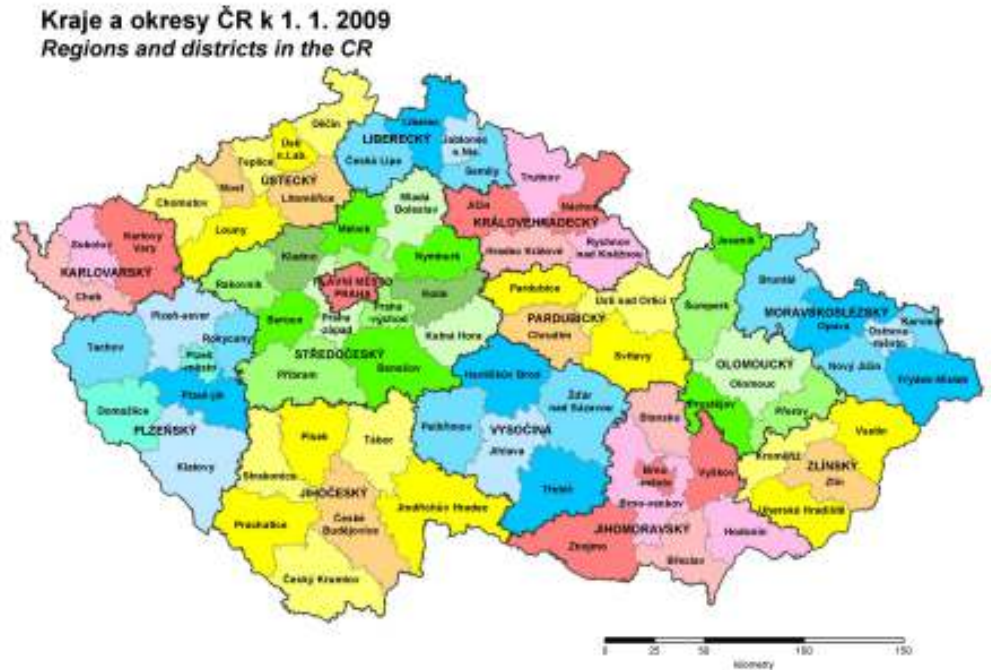 Kraje a okresy ČR k 1. 1. 2009
Regions and districts in the CR
Děčín
Ústí
n.Lab.
Teplice
ÚSTECKÝ
Most
Litoměřice
Chomutov
Louny
Liberec
LIBERECKÝ
Jablonec
n.Nis.
Česká Lípa
Semily
Trutnov
Jičín
Náchod
KRÁLOVEHRADECKÝ
Hradec Králové
Rychnov
nad Kněžnou
Sokolov
Karlovy
Vary
KARLOVARSKÝ
Cheb
Mladá
Boleslav
Mělník
Kladno
Nymburk
Rakovník
HLAVNÍ MĚSTO
PRAHA
Kolín
Beroun
Praha
západ
Praha
východ
Kutná Hora
STŘEDOČESKÝ
Příbram
Benešov
Plzeň-sever
Rokycany
Tachov
Plzeň
město
Plzeň-jih
Domažlice
PLZEŇSKÝ
Klatovy
Pardubice
Ústí nad Orlicí
PARDUBICKÝ
Chrudim
Svitavy
Jeseník
Šumperk
OLOMOUCKÝ
Olomouc
Prostějov
Přerov
Bruntál
MORAVSKOSLEZSKÝ
Opava
Karviná
Ostrava-
město
Nový Jičín
Frýdek-Místek
Havlíčkův Brod
Žďár
nad Sázavou
Pelhřimov
VYSOČINA
Jihlava
Třebíč
Písek
Tábor
Strakonice
JIHOČESKÝ
Jindřichův Hradec
Prachatice
České
Budějovice
Český Krumlov
Blansko
Brno
město
Vyškov
Brno-venkov
JIHOMORAVSKÝ
Hodonín
Znojmo
Břeclav
Vsetín
Kroměříž
ZLÍNSKÝ
Zlín
Uherské Hradiště
0 25 50 100 150
kilometry